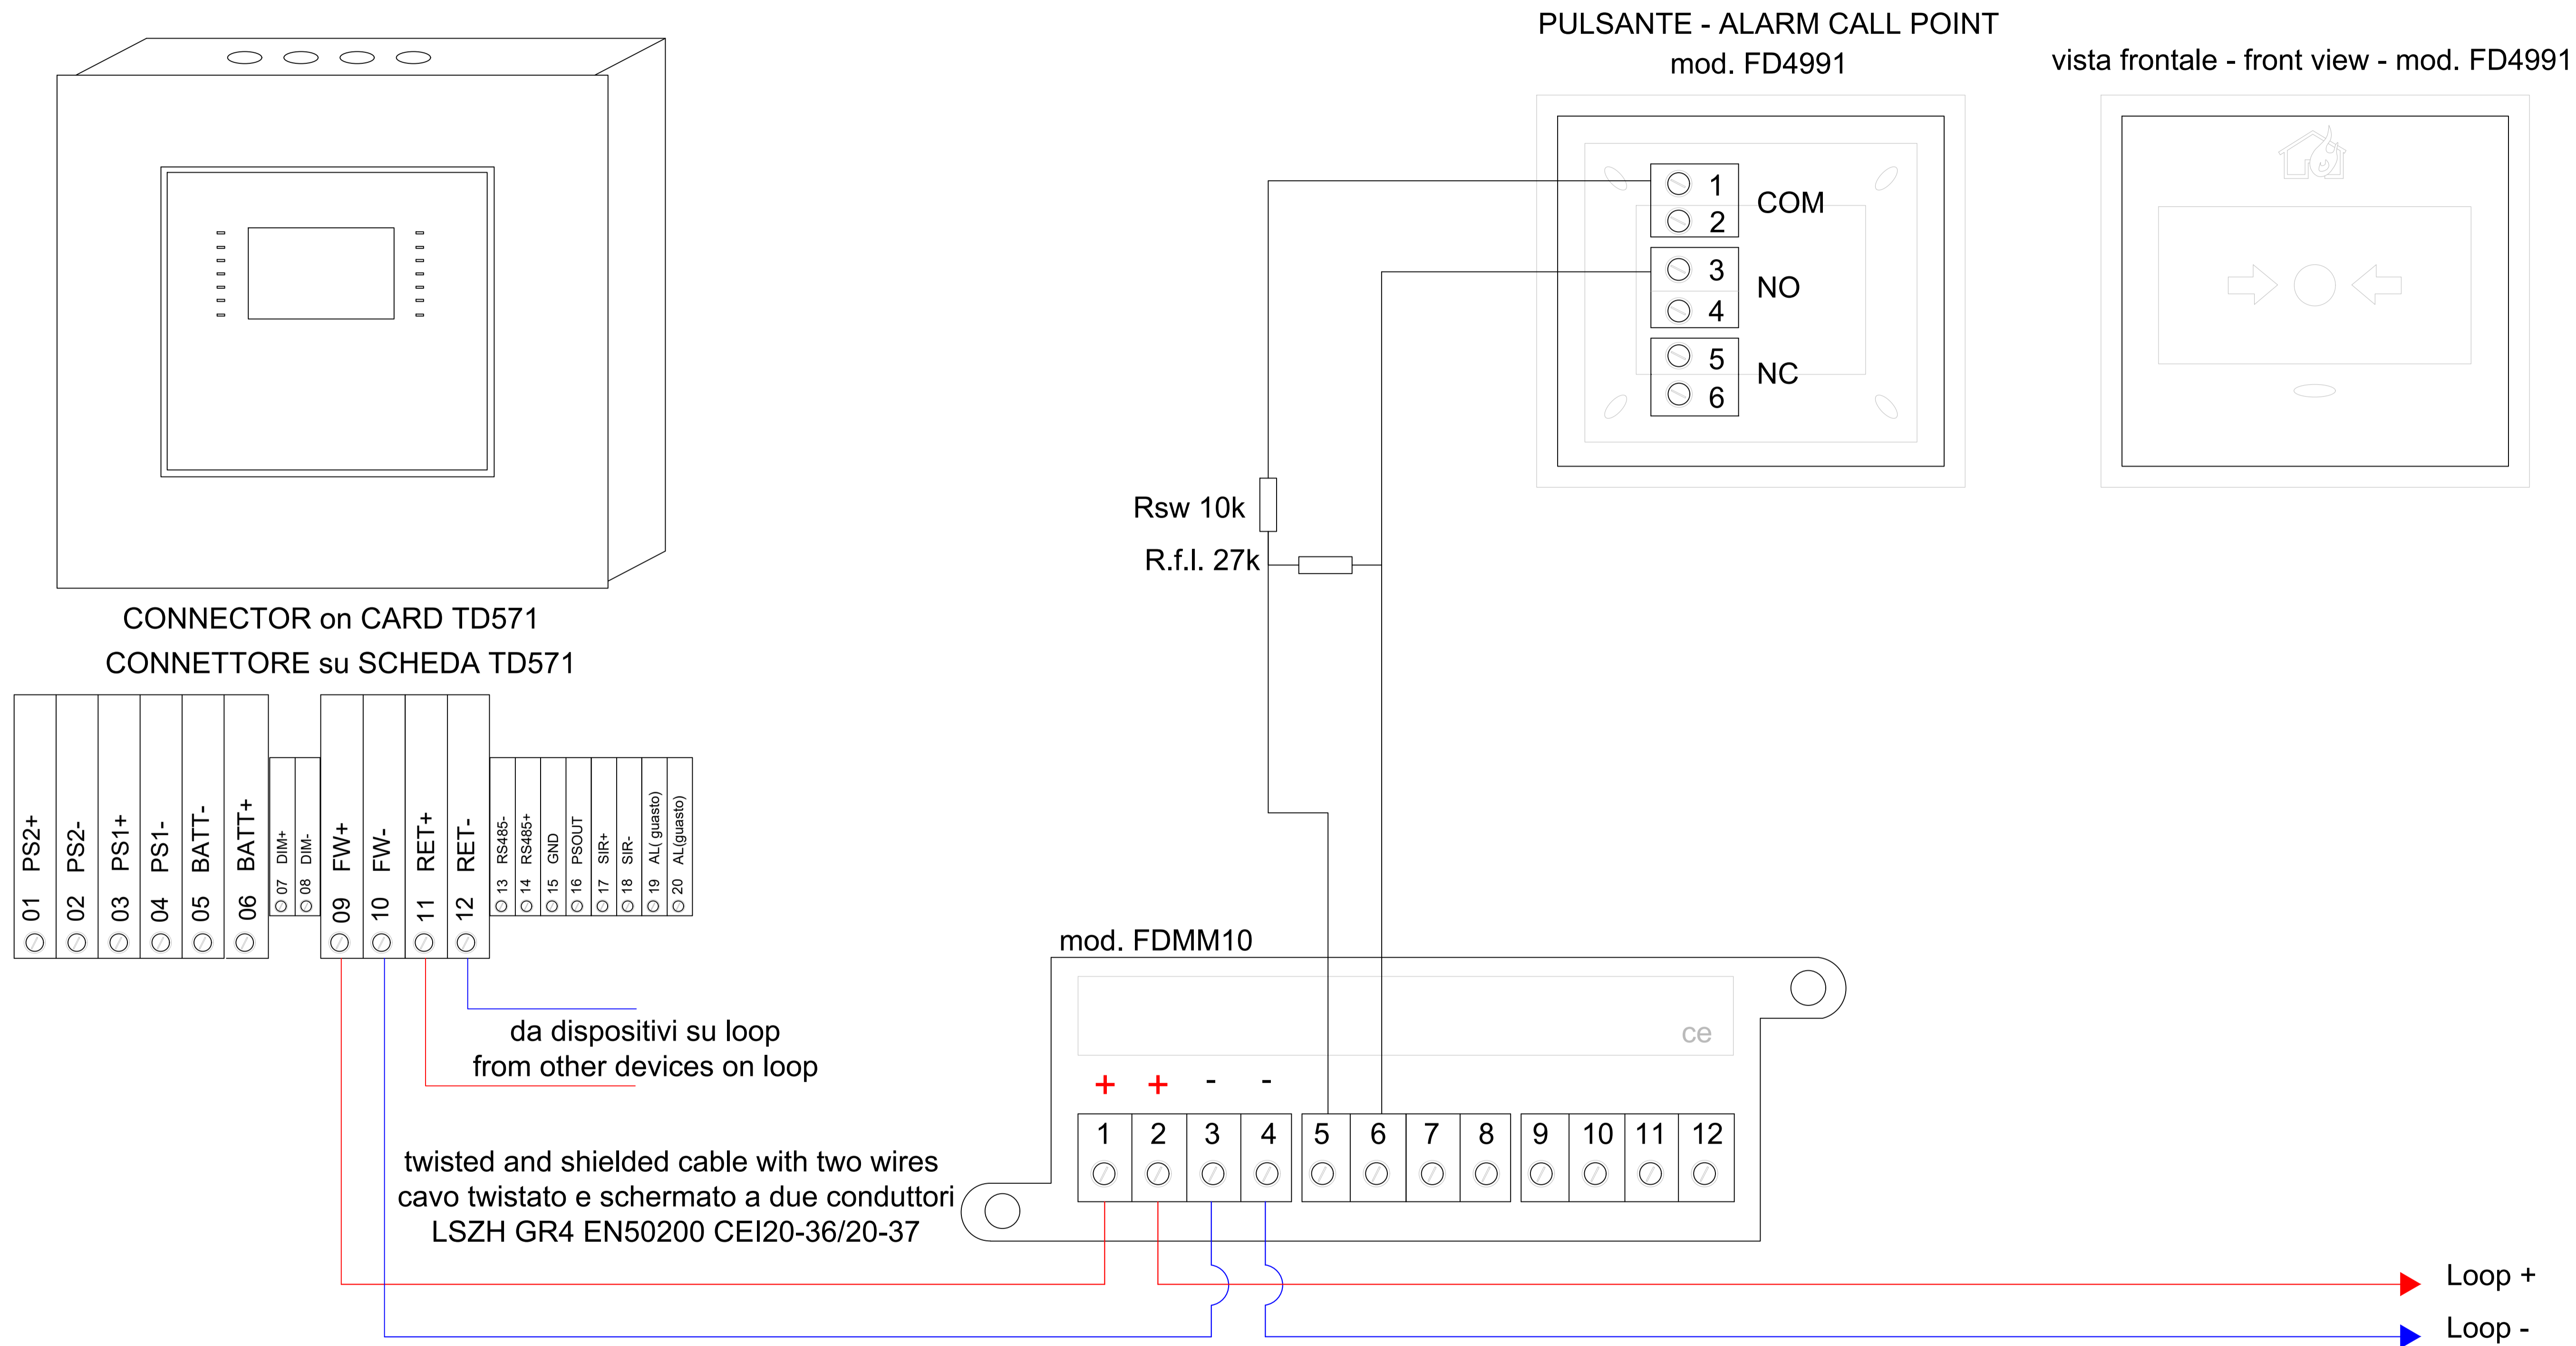 PULSANTE - ALARM CALL POINT
mod. FD4991
vista frontale - front view - mod. FD4991
1
2
COM
3
4
NO
5
6
NC
Rsw 10k
R.f.l. 27k
CONNECTOR on CARD TD571
CONNETTORE su SCHEDA TD571
01 PS2+
02 PS2-
03 PS1+
04 PS1-
05 BATT-
06 BATT+
07 DIM+
08 DIM-
09 FW+
10 FW-
11 RET+
12 RET-
13 RS485-
14 RS485+
15 GND
16 PSOUT
17 SIR+
18 SIR-
19 AL( guasto)
20 AL(guasto)
da dispositivi su loop
from other devices on loop
twisted and shielded cable with two wires
cavo twistato e schermato a due conduttori
LSZH GR4 EN50200 CEI20-36/20-37
mod. FDMM10
ce
+ + - -
1 2 3 4 5 6 7 8 9 10 11 12
Loop +
Loop -